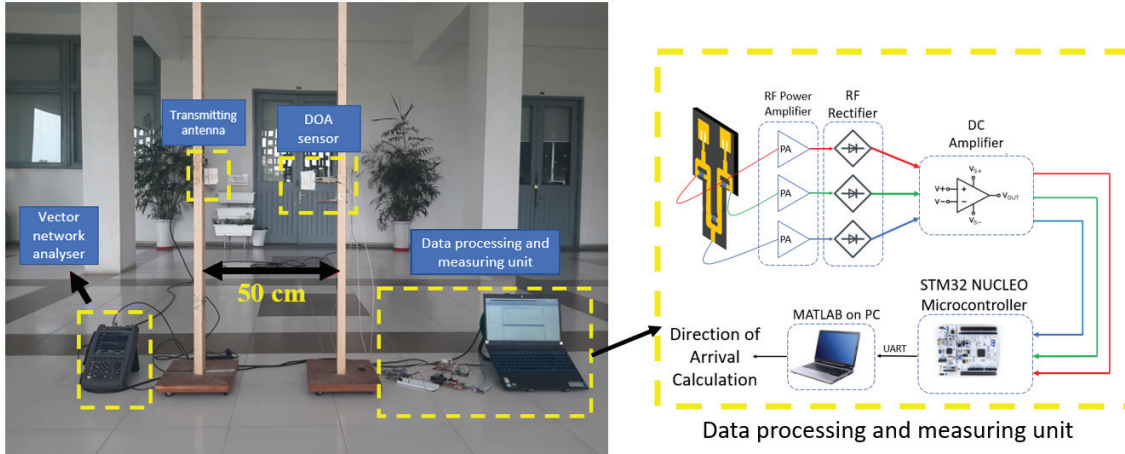 Transmitting
antenna
DOA
sensor
Vector
network
analyser
50 cm
Data processing and
measuring unit
RF Power
Amplifier
RF
Rectifier
DC
Amplifier
PA
PA
PA
V+
V−
+
−
VS+
VS−
VOUT
STM32 NUCLEO
Microcontroller
MATLAB on PC
UART
Direction of
Arrival
Calculation
Data processing and measuring unit